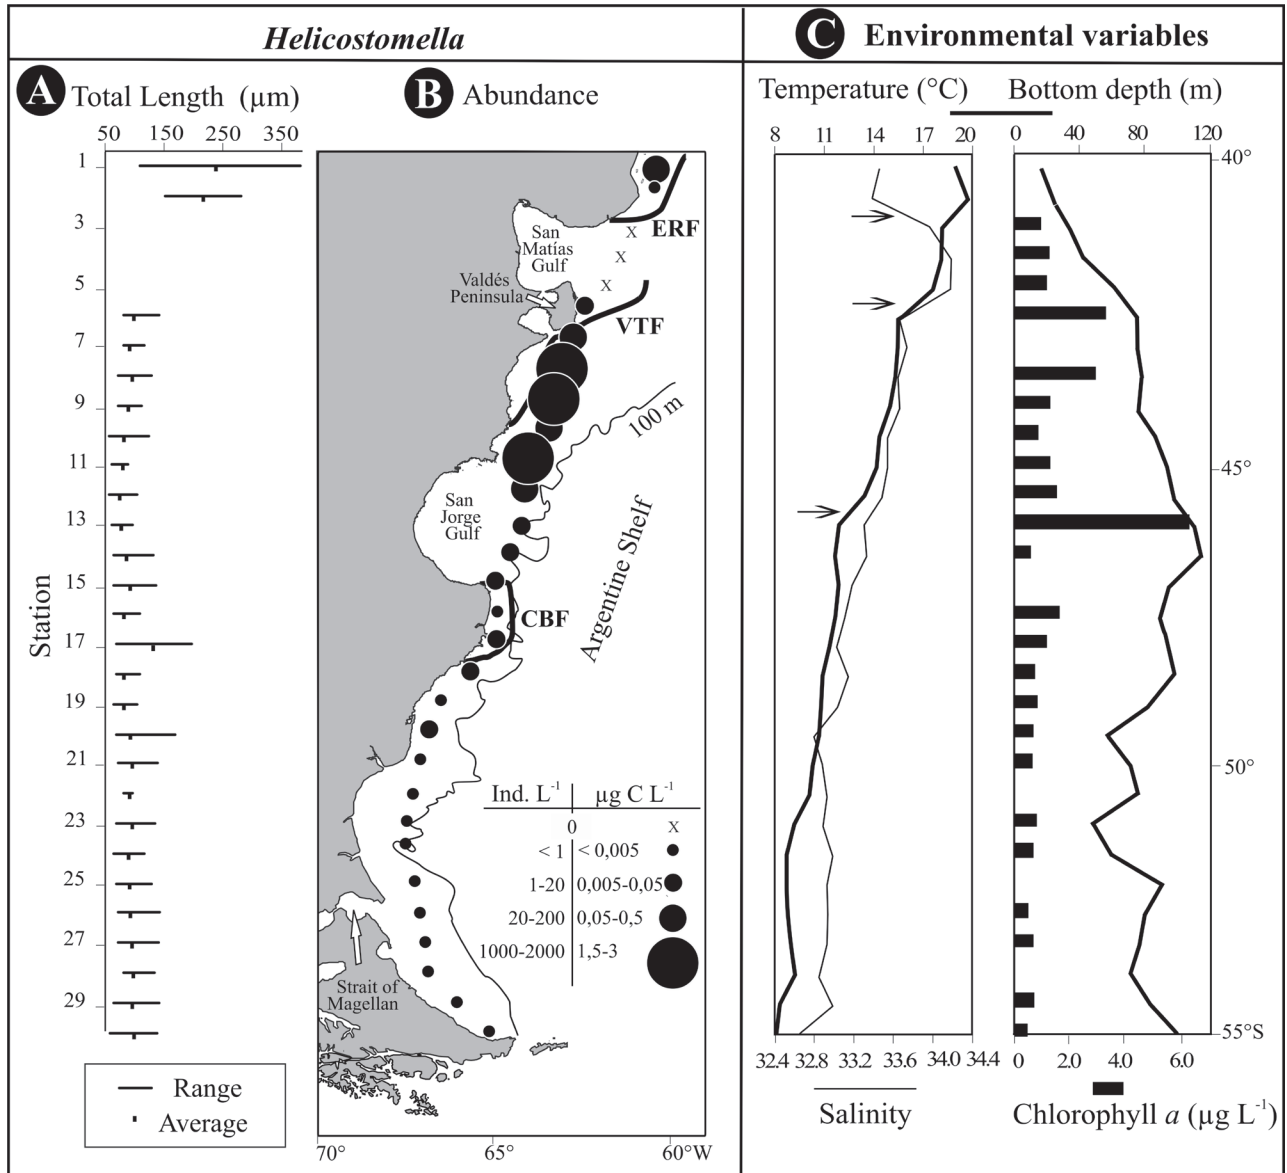 Helicostomella
C Environmental variables
A Total Length (µm)
50 150 250 350
Station
1
3
5
7
9
11
13
15
17
19
21
23
25
27
29
Range
Average
B Abundance
ERF
San
Matías
Gulf
X
X
X
Valdés
Peninsula
VTF
100 m
San
Jorge
Gulf
Argentine Shelf
CBF
Ind. L-1 µg C L-1
0 X
< 1 < 0,005
1-20 0,005-0,05
20-200 0,05-0,5
1000-2000 1,5-3
Strait of
Magellan
70° 65° 60°W
Temperature (°C)
8 11 14 17 20
32.4 32.8 33.2 33.6 34.0 34.4
Salinity
Bottom depth (m)
0 40 80 120
40°
45°
50°
55°S
0 2.0 4.0 6.0
Chlorophyll a (µg L-1)